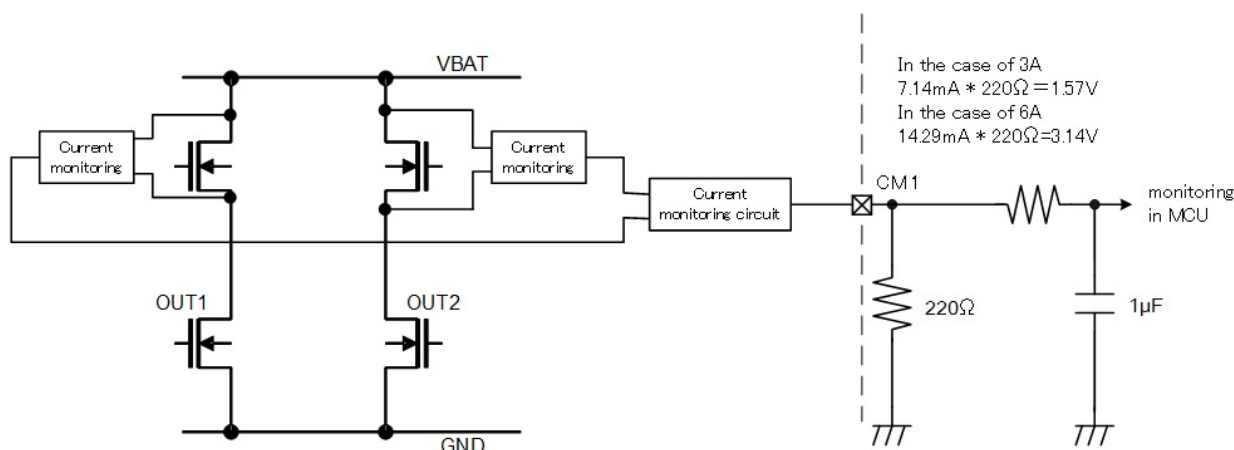 VBAT
In the case of 3A
7.14mA * 220Ω=1.57V
In the case of 6A
14.29mA * 220Ω=3.14V
Current
monitoring
Current
monitoring
Current
monitoring circuit
CM1
monitoring
in MCU
OUT1
OUT2
220Ω
1µF
GND